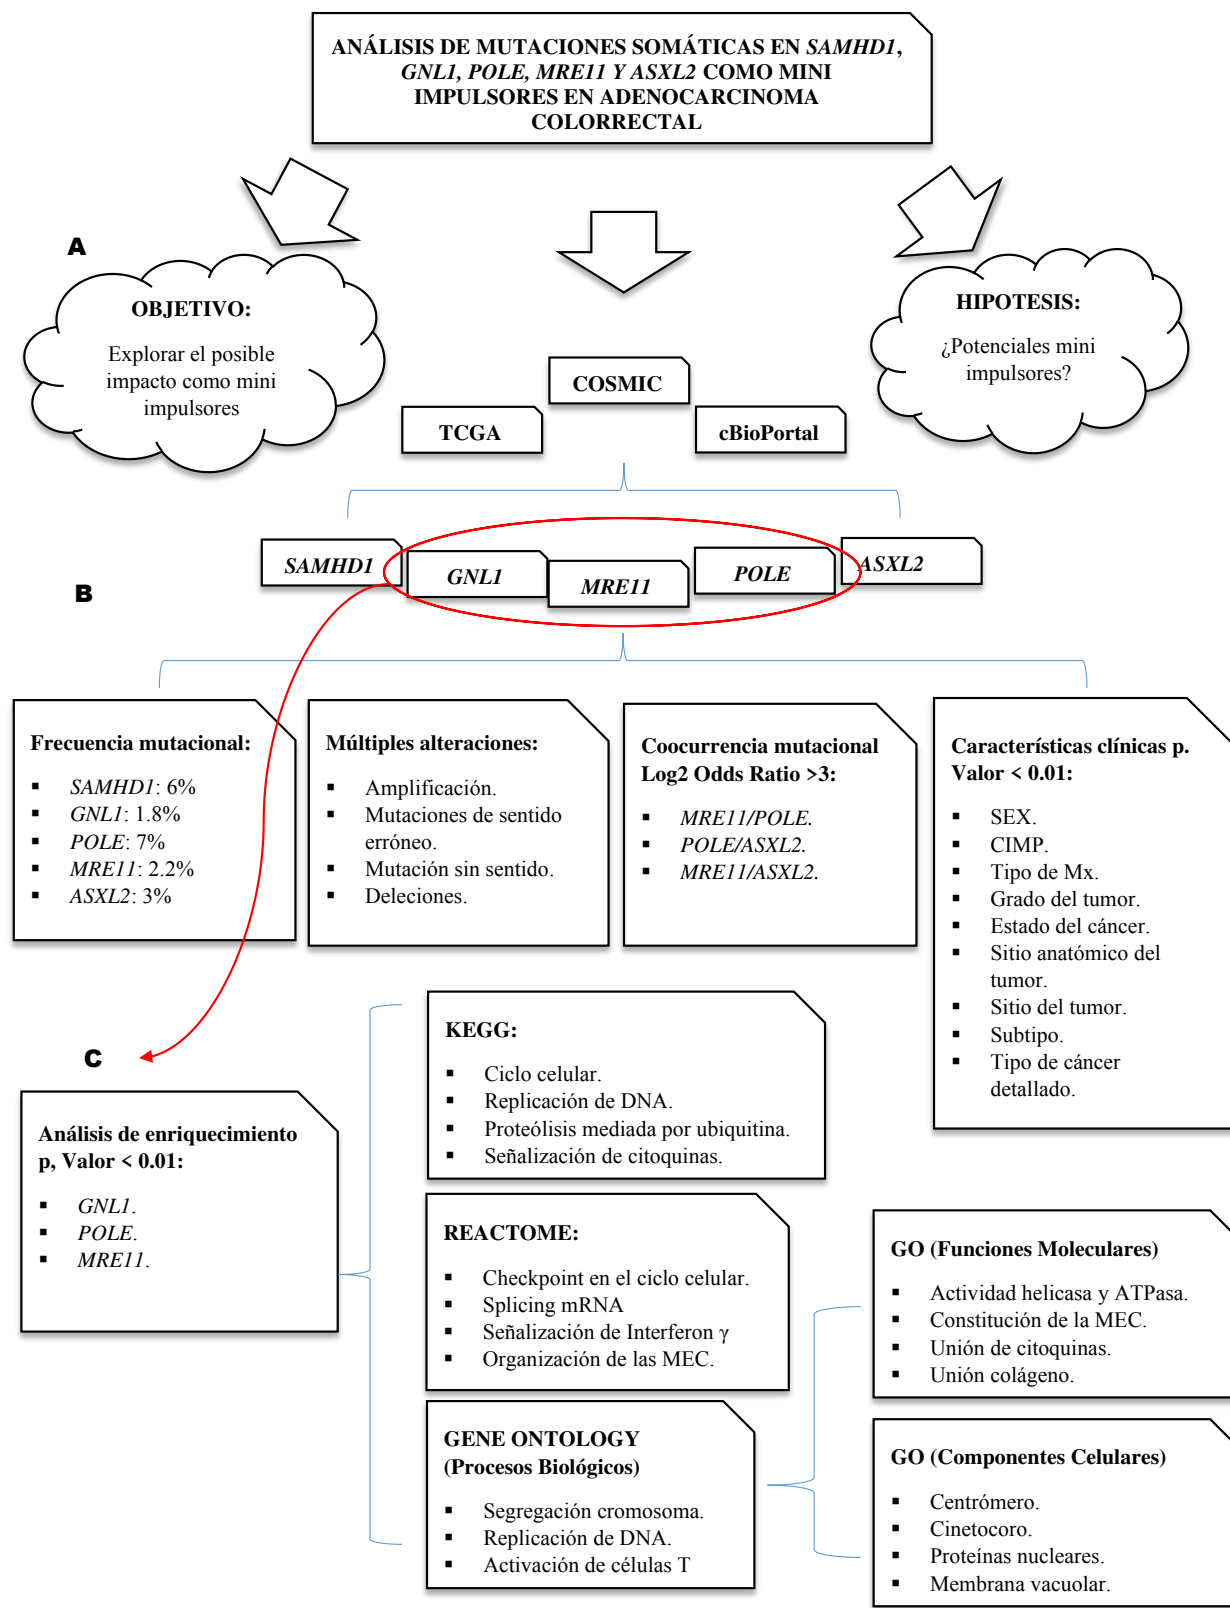 ANÁLISIS DE MUTACIONES SOMÁTICAS EN SAMHD1,
GNL1, POLE, MRE11 Y ASXL2 COMO MINI
IMPULSORES EN ADENOCARCINOMA
COLORRECTAL
A
OBJETIVO:
Explorar el posible
impacto como mini
impulsores
HIPOTESIS:
¿Potenciales mini
impulsores?
COSMIC
TCGA
cBioPortal
B
SAMHD1
GNL1
MRE11
POLE
ASXL2
Frecuencia mutacional:
▪ SAMHD1: 6%
▪ GNL1: 1.8%
▪ POLE: 7%
▪ MRE11: 2.2%
▪ ASXL2: 3%
Múltiples alteraciones:
▪ Amplificación.
▪ Mutaciones de sentido
erróneo.
▪ Mutación sin sentido.
▪ Deleciones.
Coocurrencia mutacional
Log2 Odds Ratio >3:
▪ MRE11/POLE.
▪ POLE/ASXL2.
▪ MRE11/ASXL2.
Características clínicas p.
Valor < 0.01:
▪ SEX.
▪ CIMP.
▪ Tipo de Mx.
▪ Grado del tumor.
▪ Estado del cáncer.
▪ Sitio anatómico del
tumor.
▪ Sitio del tumor.
▪ Subtipo.
▪ Tipo de cáncer
detallado.
C
Análisis de enriquecimiento
p, Valor < 0.01:
▪ GNL1.
▪ POLE.
▪ MRE11.
KEGG:
▪ Ciclo celular.
▪ Replicación de DNA.
▪ Proteólisis mediada por ubiquitina.
▪ Señalización de citoquinas.
REACTOME:
▪ Checkpoint en el ciclo celular.
▪ Splicing mRNA
▪ Señalización de Interferon γ
▪ Organización de las MEC.
GENE ONTOLOGY
(Procesos Biológicos)
▪ Segregación cromosoma.
▪ Replicación de DNA.
▪ Activación de células T
GO (Funciones Moleculares)
▪ Actividad helicasa y ATPasa.
▪ Constitución de la MEC.
▪ Unión de citoquinas.
▪ Unión colágeno.
GO (Componentes Celulares)
▪ Centrómero.
▪ Cinetocoro.
▪ Proteínas nucleares.
▪ Membrana vacuolar.